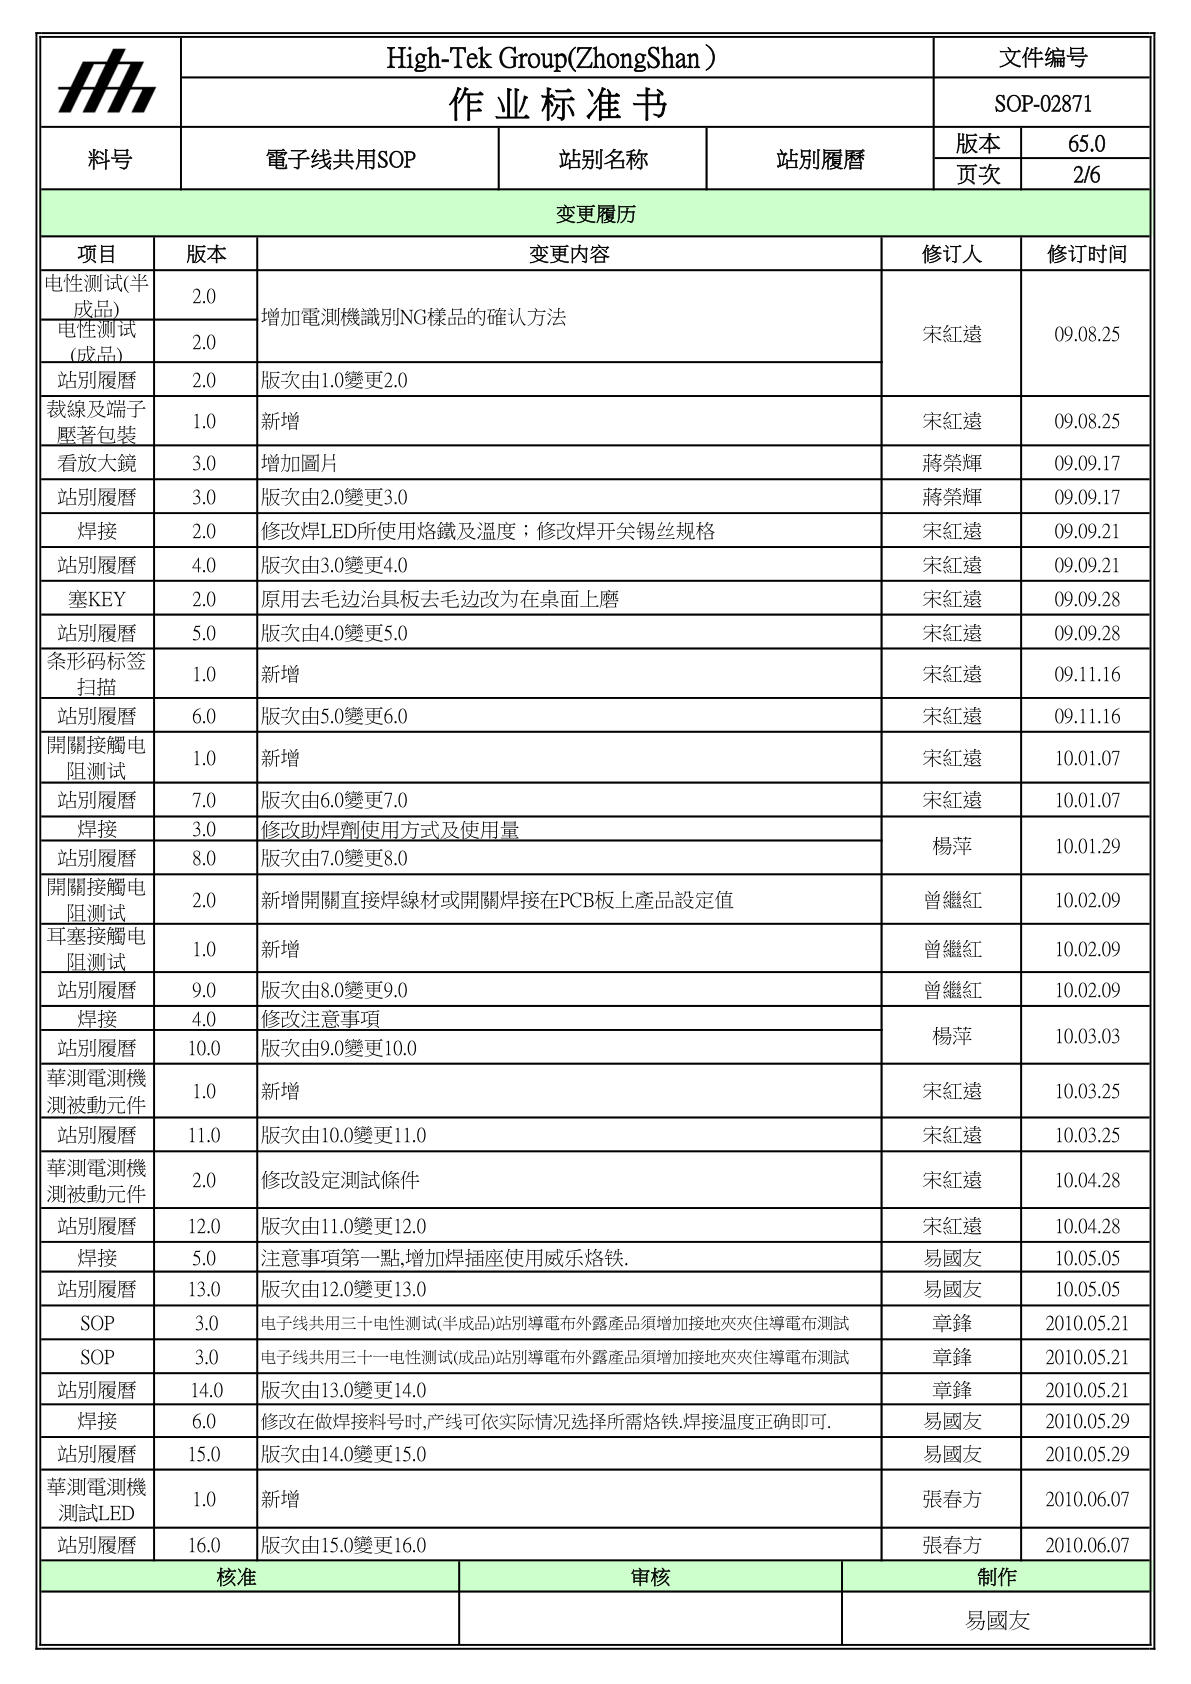 High-Tek Group(ZhongShan）
文件编号
作 业 标 准 书
SOP-02871
料号
電子线共用SOP
站別名称
站別履暦
版本
65.0
页次
2/6
变更履历
项目 版本 变更内容 修订人 修订时间
电性测试(半
成品)
2.0
增加電測機識別NG樣品的確认方法
宋紅遠
09.08.25
电性测试
(成品)
2.0
站別履暦 2.0 版次由1.0變更2.0
裁線及端子
壓著包裝
1.0 新增 宋紅遠 09.08.25
看放大鏡 3.0 增加圖片 蔣榮輝 09.09.17
站別履暦 3.0 版次由2.0變更3.0 蔣榮輝 09.09.17
焊接 2.0 修改焊LED所使用烙鐵及溫度；修改焊开关锡丝规格 宋紅遠 09.09.21
站別履暦 4.0 版次由3.0變更4.0 宋紅遠 09.09.21
塞KEY 2.0 原用去毛边治具板去毛边改为在桌面上磨 宋紅遠 09.09.28
站別履暦 5.0 版次由4.0變更5.0 宋紅遠 09.09.28
条形码标签
扫描
1.0 新增 宋紅遠 09.11.16
站別履暦 6.0 版次由5.0變更6.0 宋紅遠 09.11.16
開關接觸电
阻测试
1.0 新增 宋紅遠 10.01.07
站別履暦 7.0 版次由6.0變更7.0 宋紅遠 10.01.07
焊接 3.0 修改助焊劑使用方式及使用量
楊萍 10.01.29
站別履暦 8.0 版次由7.0變更8.0
開關接觸电
阻测试
2.0 新增開關直接焊線材或開關焊接在PCB板上產品設定值 曾繼紅 10.02.09
耳塞接觸电
阻测试
1.0 新增 曾繼紅 10.02.09
站別履暦 9.0 版次由8.0變更9.0 曾繼紅 10.02.09
焊接 4.0 修改注意事項
楊萍 10.03.03
站別履暦 10.0 版次由9.0變更10.0
華測電測機
測被動元件
1.0 新增 宋紅遠 10.03.25
站別履暦 11.0 版次由10.0變更11.0 宋紅遠 10.03.25
華測電測機
測被動元件
2.0 修改設定測試條件 宋紅遠 10.04.28
站別履暦 12.0 版次由11.0變更12.0 宋紅遠 10.04.28
焊接 5.0 注意事項第一點,增加焊插座使用威乐烙铁. 易國友 10.05.05
站別履暦 13.0 版次由12.0變更13.0 易國友 10.05.05
SOP 3.0 电子线共用三十电性测试(半成品)站別導電布外露產品須增加接地夾夾住導電布測試 章鋒 2010.05.21
SOP 3.0 电子线共用三十一电性测试(成品)站別導電布外露產品須增加接地夾夾住導電布測試 章鋒 2010.05.21
站別履暦 14.0 版次由13.0變更14.0 章鋒 2010.05.21
焊接 6.0 修改在做焊接料号时,产线可依实际情况选择所需烙铁.焊接温度正确即可. 易國友 2010.05.29
站別履暦 15.0 版次由14.0變更15.0 易國友 2010.05.29
華測電測機
測試LED
1.0 新增 張春方 2010.06.07
站別履暦 16.0 版次由15.0變更16.0 張春方 2010.06.07
核准 审核 制作
易國友